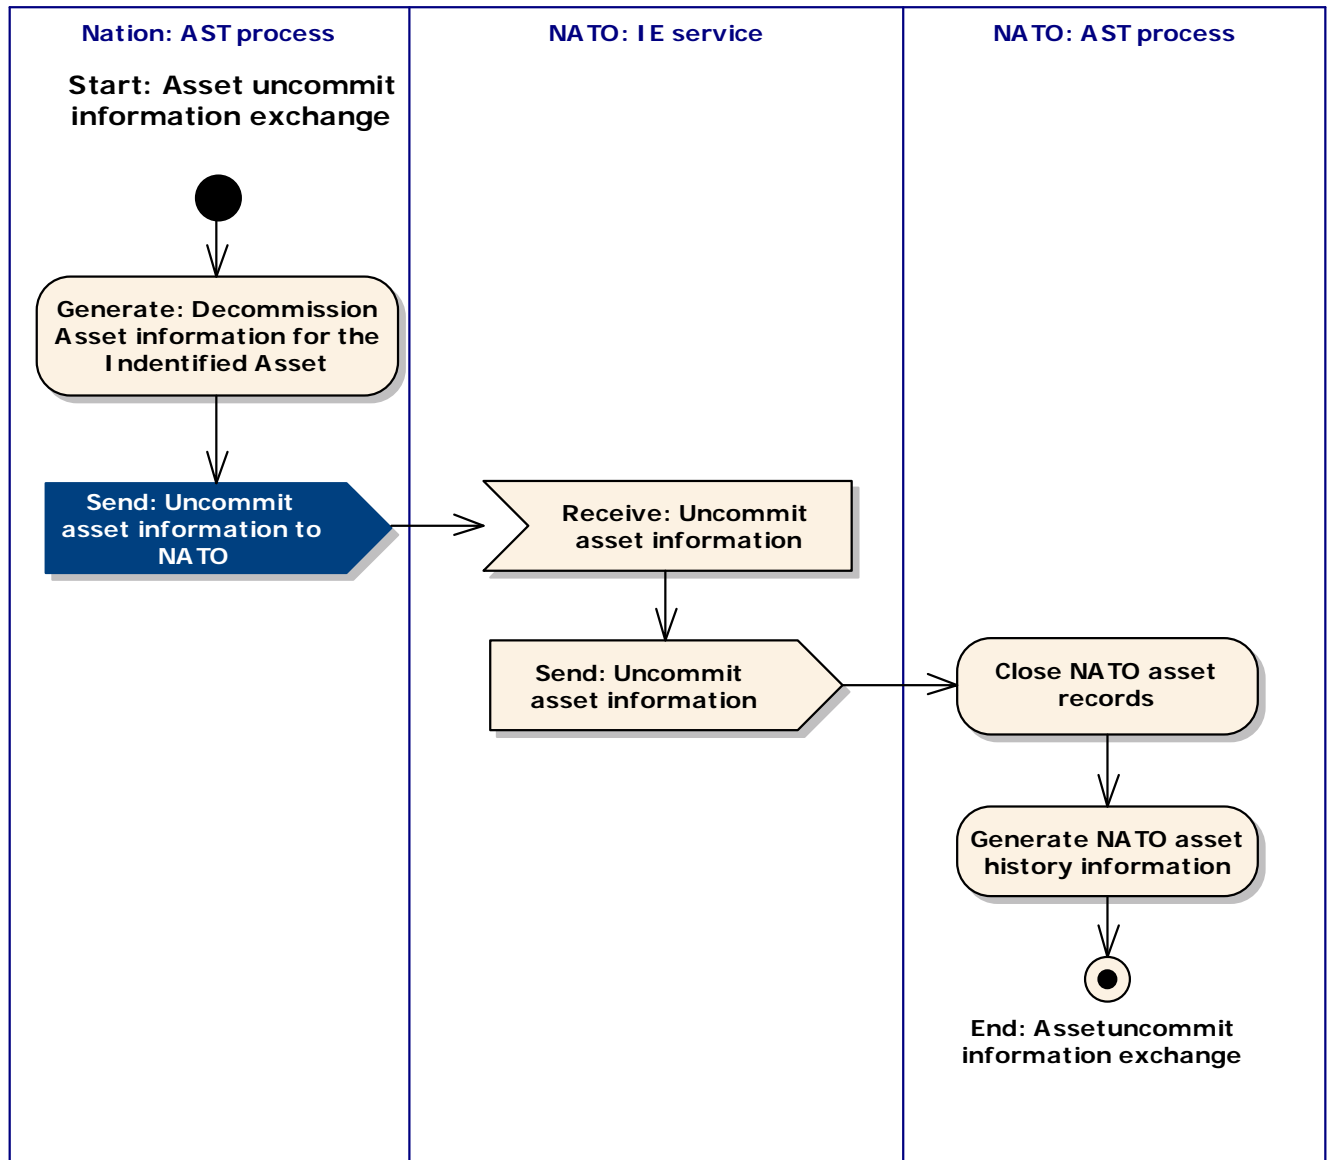 Nation: AST process
NATO: IE service
NATO: AST process
Start: Asset uncommit
information exchange
Generate: Decommission
Asset information for the
Indentified Asset
Send: Uncommit
asset information to
NATO
Receive: Uncommit
asset information
Send: Uncommit
asset information
Close NATO asset
records
Generate NATO asset
history information
End: Assetuncommit
information exchange